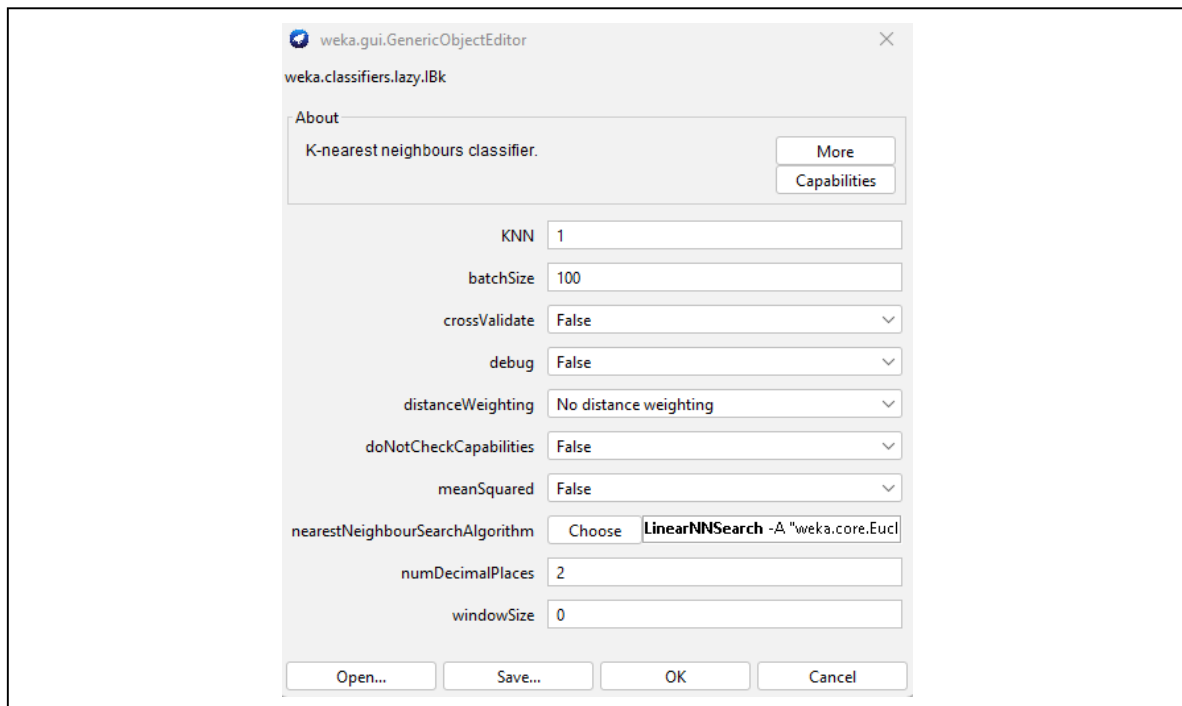 weka.gui.GenericObjectEditor
weka.classifiers.lazy.IBk
About
K-nearest neighbours classifier.
More
Capabilities
KNN 1
batchSize 100
crossValidate False
debug False
distanceWeighting No distance weighting
doNotCheckCapabilities False
meanSquared False
nearestNeighbourSearchAlgorithm Choose LinearNNSearch -A "weka.core.Eucl
numDecimalPlaces 2
windowSize 0
Open... Save... OK Cancel